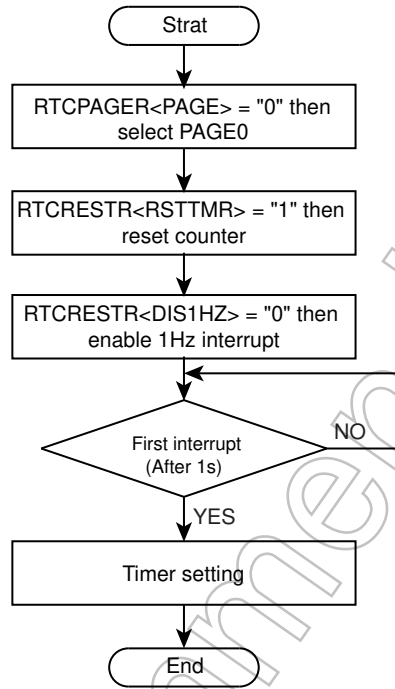 Strat
RTCPAGER<PAGE> = "0" then
select PAGE0
RTCRESTR<RSTTMR> = "1" then
reset counter
RTCRESTR<DIS1HZ> = "0" then
enable 1Hz interrupt
First interrupt
(After 1s)
NO
YES
Timer setting
End